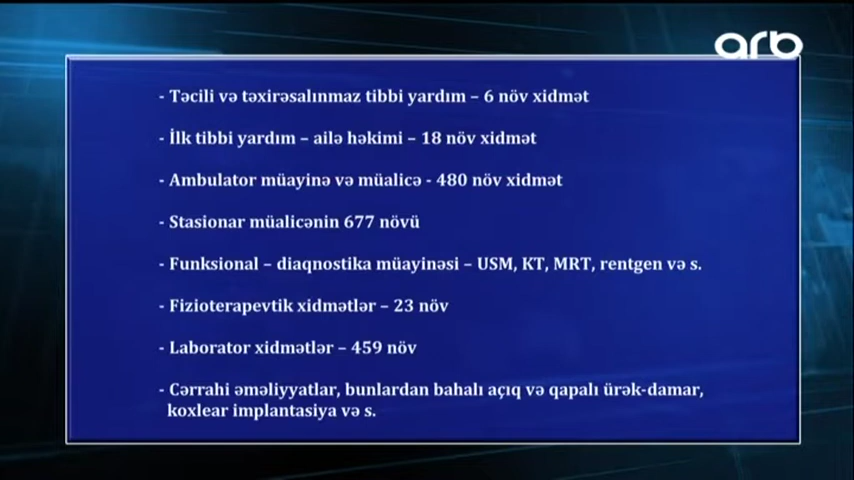 arb
- Təcili və təxirəsalınmaz tibbi yardım – 6 növ xidmət
- İlk tibbi yardım – ailə həkimi – 18 növ xidmət
- Ambulator müayinə və müalicə - 480 növ xidmət
- Stasionar müalicənin 677 növü
- Funksional – diaqnostika müayinəsi – USM, KT, MRT, rentgen və s.
- Fizioterapevtik xidmətlər – 23 növ
- Laborator xidmətlər – 459 növ
- Cərrahi əməliyyatlar, bunlardan bahalı açıq və qapalı ürək-damar,
koxlear implantasiya və s.